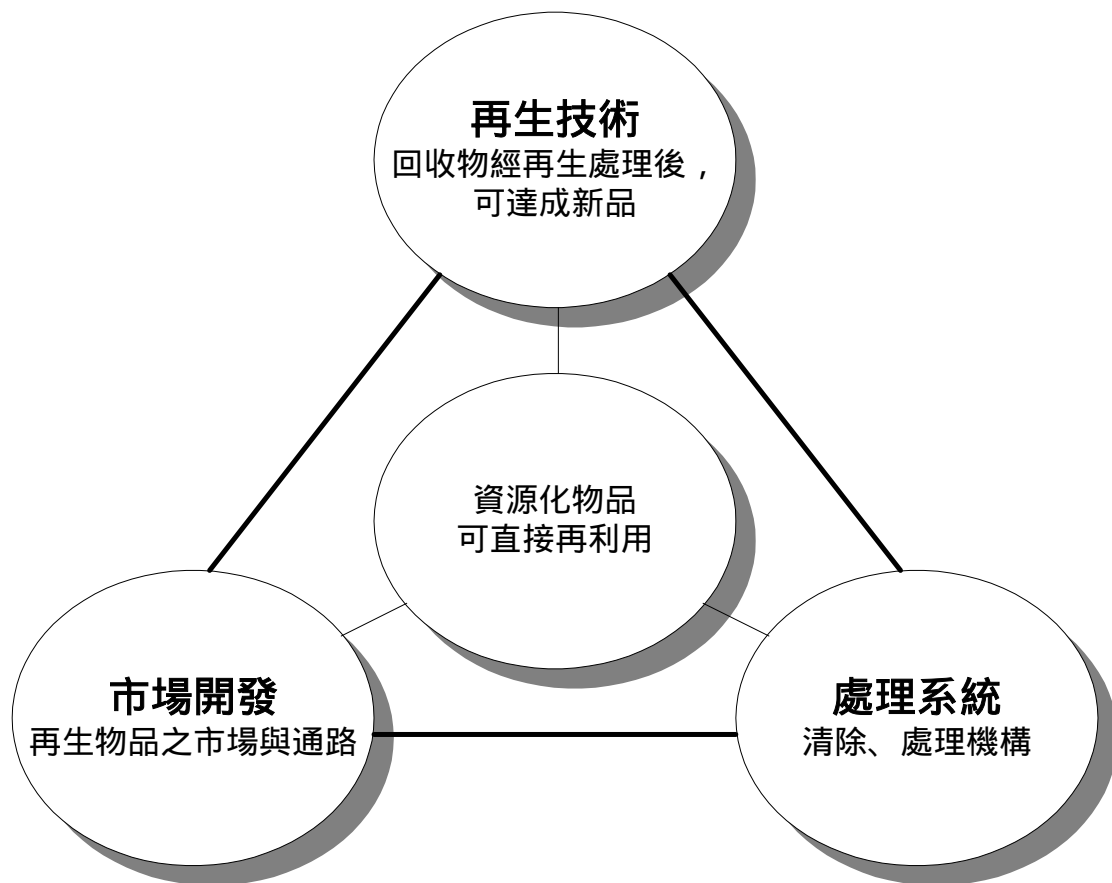 再生技術
回收物經再生處理後，
可達成新品
資源化物品
可直接再利用
市場開發
再生物品之市場與通路
處理系統
清除、處理機構